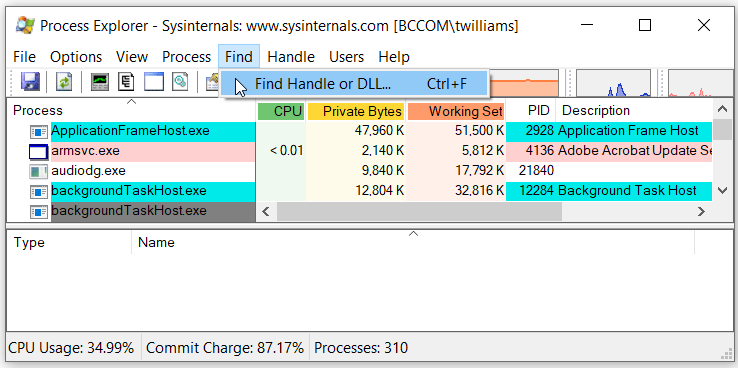 Process Explorer - Sysinternals: www.sysinternals.com [BCCOM\twilliams]
File Options View Process Find Handle Users Help
Find Handle or DLL... Ctrl+F
Process CPU Private Bytes Working Set PID Description
ApplicationFrameHost.exe 47,960 K 51,500 K 2928 Application Frame Host
armsvc.exe < 0.01 2,140 K 5,812 K 4136 Adobe Acrobat Update Se
audiodg.exe 9,840 K 17,792 K 21840
backgroundTaskHost.exe 12,804 K 32,816 K 12284 Background Task Host
backgroundTaskHost.exe
Type Name
CPU Usage: 34.99% Commit Charge: 87.17% Processes: 310